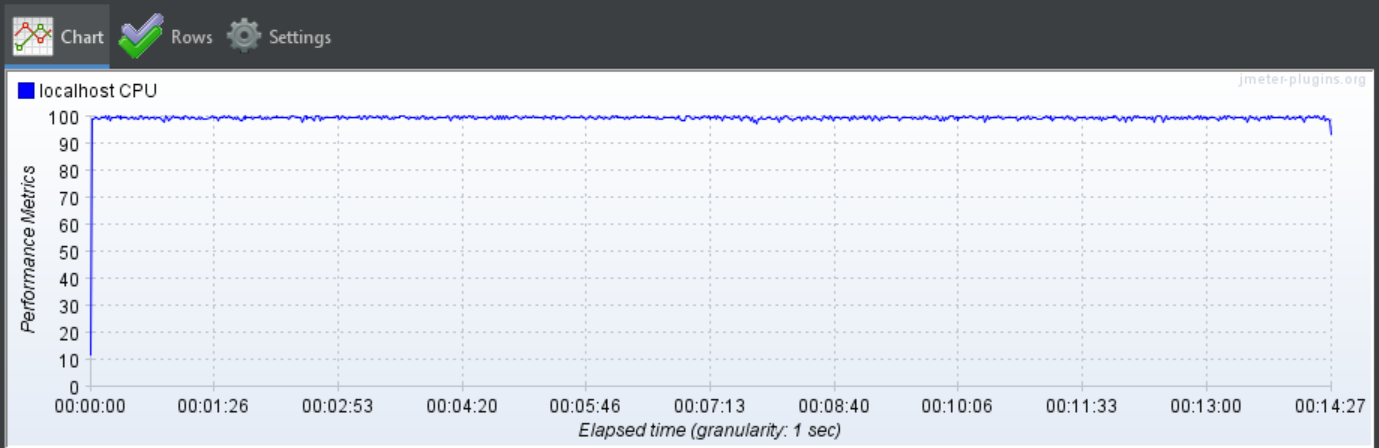 Chart Rows Settings
jmeter-plugins.org
localhost CPU
Performance Metrics
100
90
80
70
60
50
40
30
20
10
0
00:00:00 00:01:26 00:02:53 00:04:20 00:05:46 00:07:13 00:08:40 00:10:06 00:11:33 00:13:00 00:14:27
Elapsed time (granularity: 1 sec)